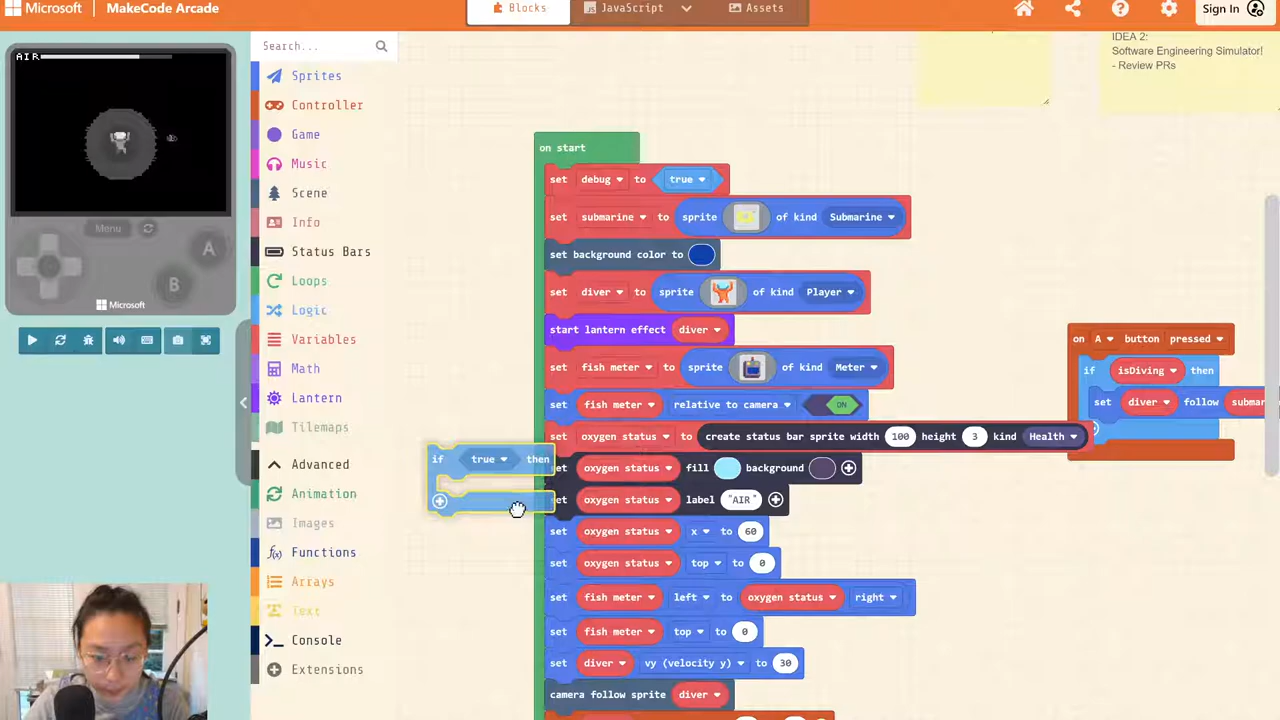 Microsoft
MakeCode Arcade
Blocks
JavaScript
Assets
Sign In
Search...
AIR
Menu
A
B
Microsoft
Sprites
Controller
Game
Music
Scene
Info
Status Bars
Loops
Logic
Variables
Math
Lantern
Tilemaps
Advanced
Animation
Images
Functions
Arrays
Text
Console
Extensions
IDEA 2:
Software Engineering Simulator!
- Review PRs
on start
set debug to true
set submarine to sprite of kind Submarine
set background color to
set diver to sprite of kind Player
start lantern effect diver
set fish meter to sprite of kind Meter
set fish meter relative to camera ON
set oxygen status to create status bar sprite width 100 height 3 kind Health
if true then
set oxygen status fill background
set oxygen status label "AIR"
set oxygen status x to 60
set oxygen status top to 0
set fish meter left to oxygen status right
set fish meter top to 0
set diver vy (velocity y) to 30
camera follow sprite diver
on A button pressed
if isDiving then
set diver follow